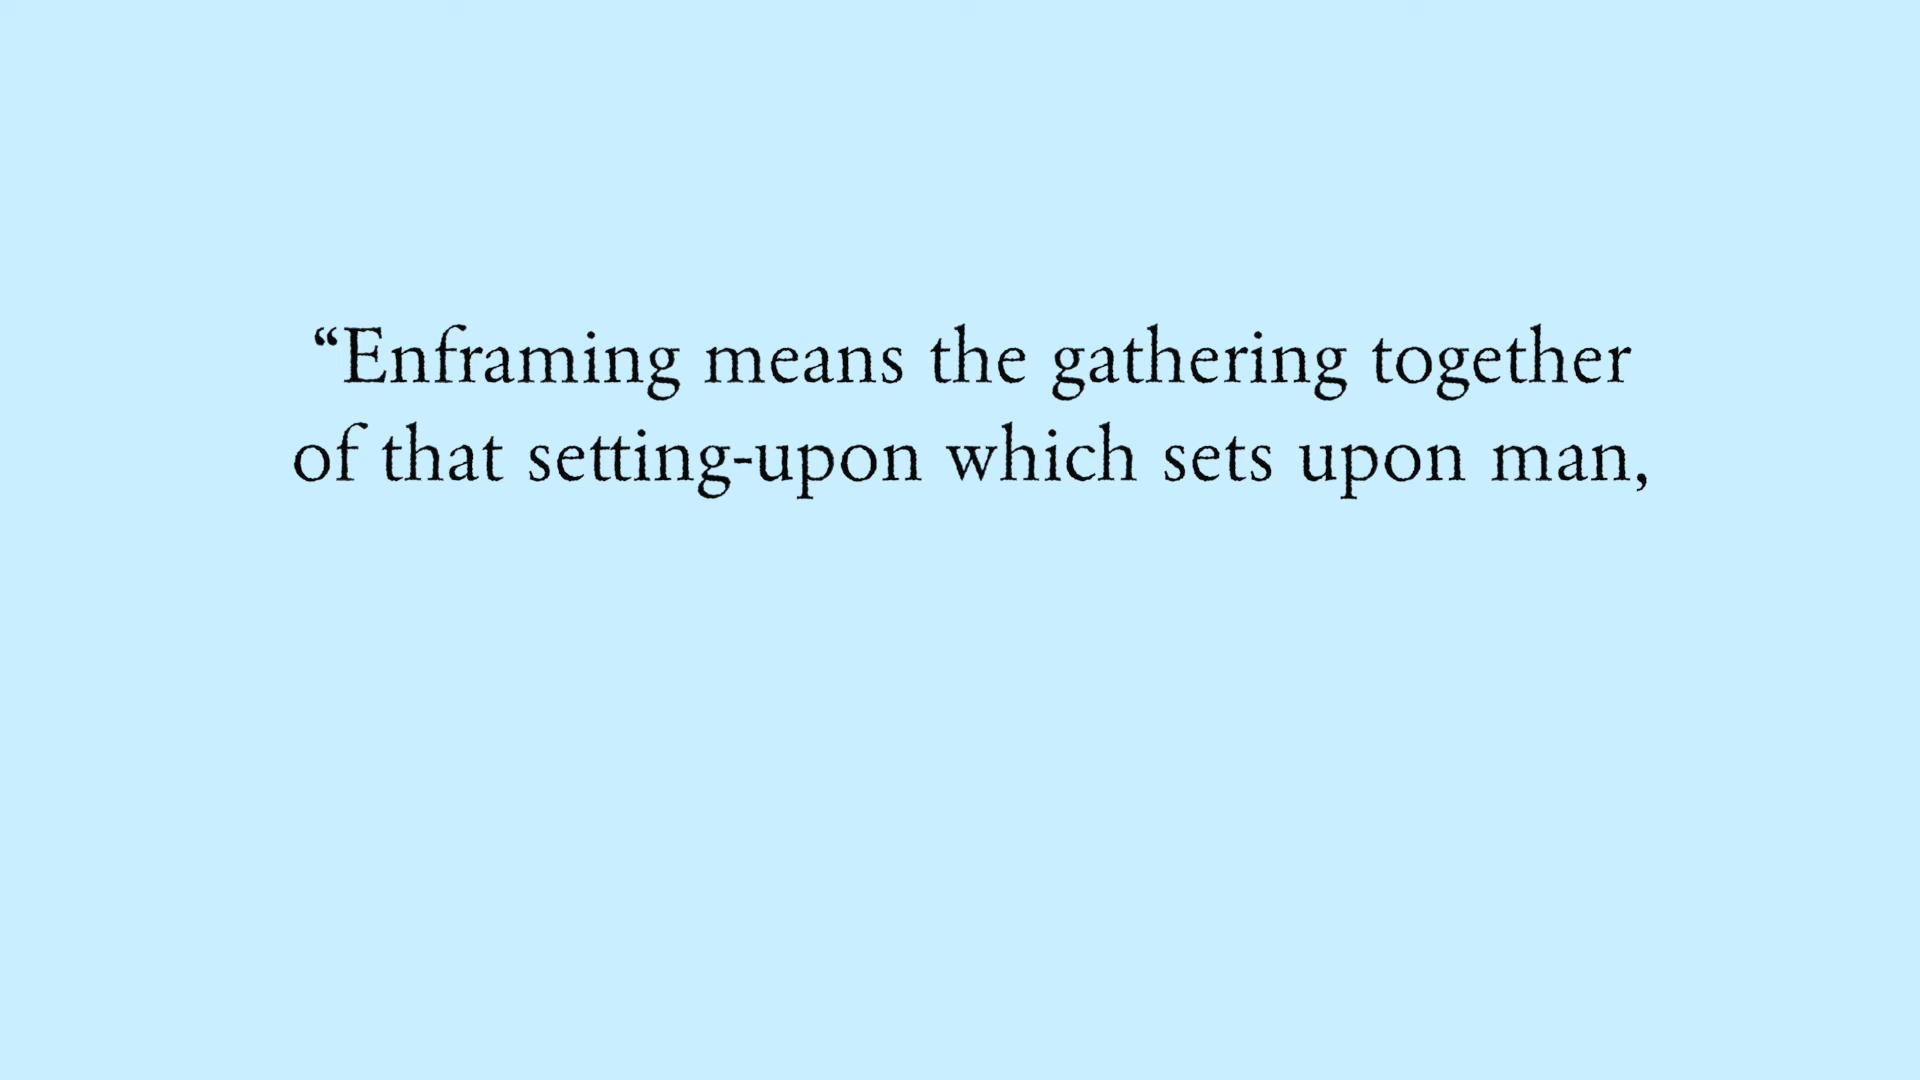 “Enframing means the gathering together
of that setting-upon which sets upon man,